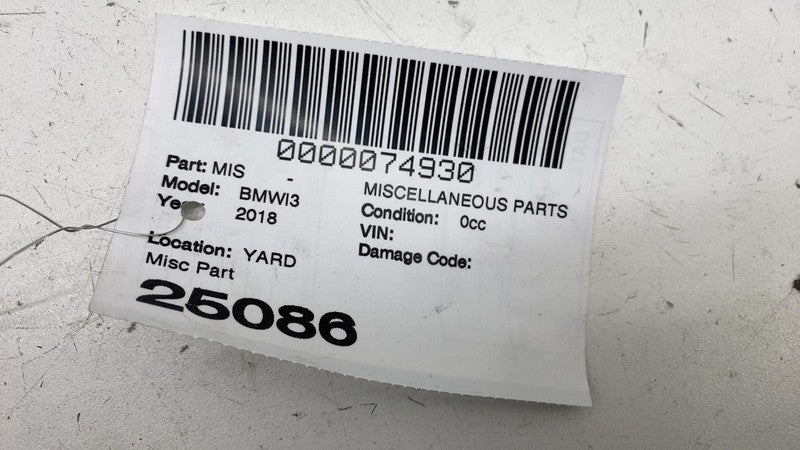 0000074930
Part: MIS -
MISCELLANEOUS PARTS
Model: BMWI3
Condition: 0cc
2018
VIN:
Damage Code:
Location: YARD
Misc Part
25086